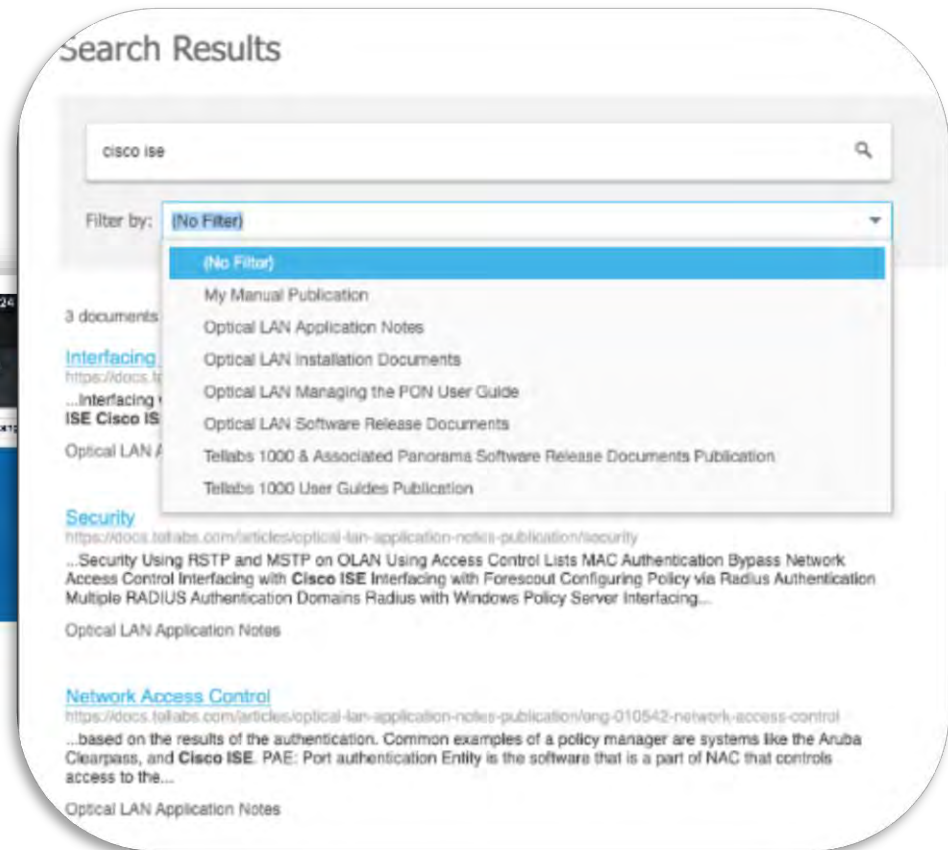 Search Results
cisco ise
Filter by: (No Filter)
(No Filter)
My Manual Publication
Optical LAN Application Notes
Optical LAN Installation Documents
Optical LAN Managing the PON User Guide
Optical LAN Software Release Documents
Tellabs 1000 & Associated Panorama Software Release Documents Publication
Tellabs 1000 User Guides Publication
24
3 documents
Interfacing
https://docs.t
...Interfacing
ISE Cisco IS
Optical LAN A
Security
https://docs.tellabs.com/articles/optical-lan-application-notes-publication/security
...Security Using RSTP and MSTP on OLAN Using Access Control Lists MAC Authentication Bypass Network
Access Control Interfacing with Cisco ISE Interfacing with Forescout Configuring Policy via Radius Authentication
Multiple RADIUS Authentication Domains Radius with Windows Policy Server Interfacing...
Optical LAN Application Notes
Network Access Control
https://docs.tellabs.com/articles/optical-lan-application-notes-publication/eng-010542-network-access-control
...based on the results of the authentication. Common examples of a policy manager are systems like the Aruba
Clearpass, and Cisco ISE. PAE: Port authentication Entity is the software that is a part of NAC that controls
access to the...
Optical LAN Application Notes